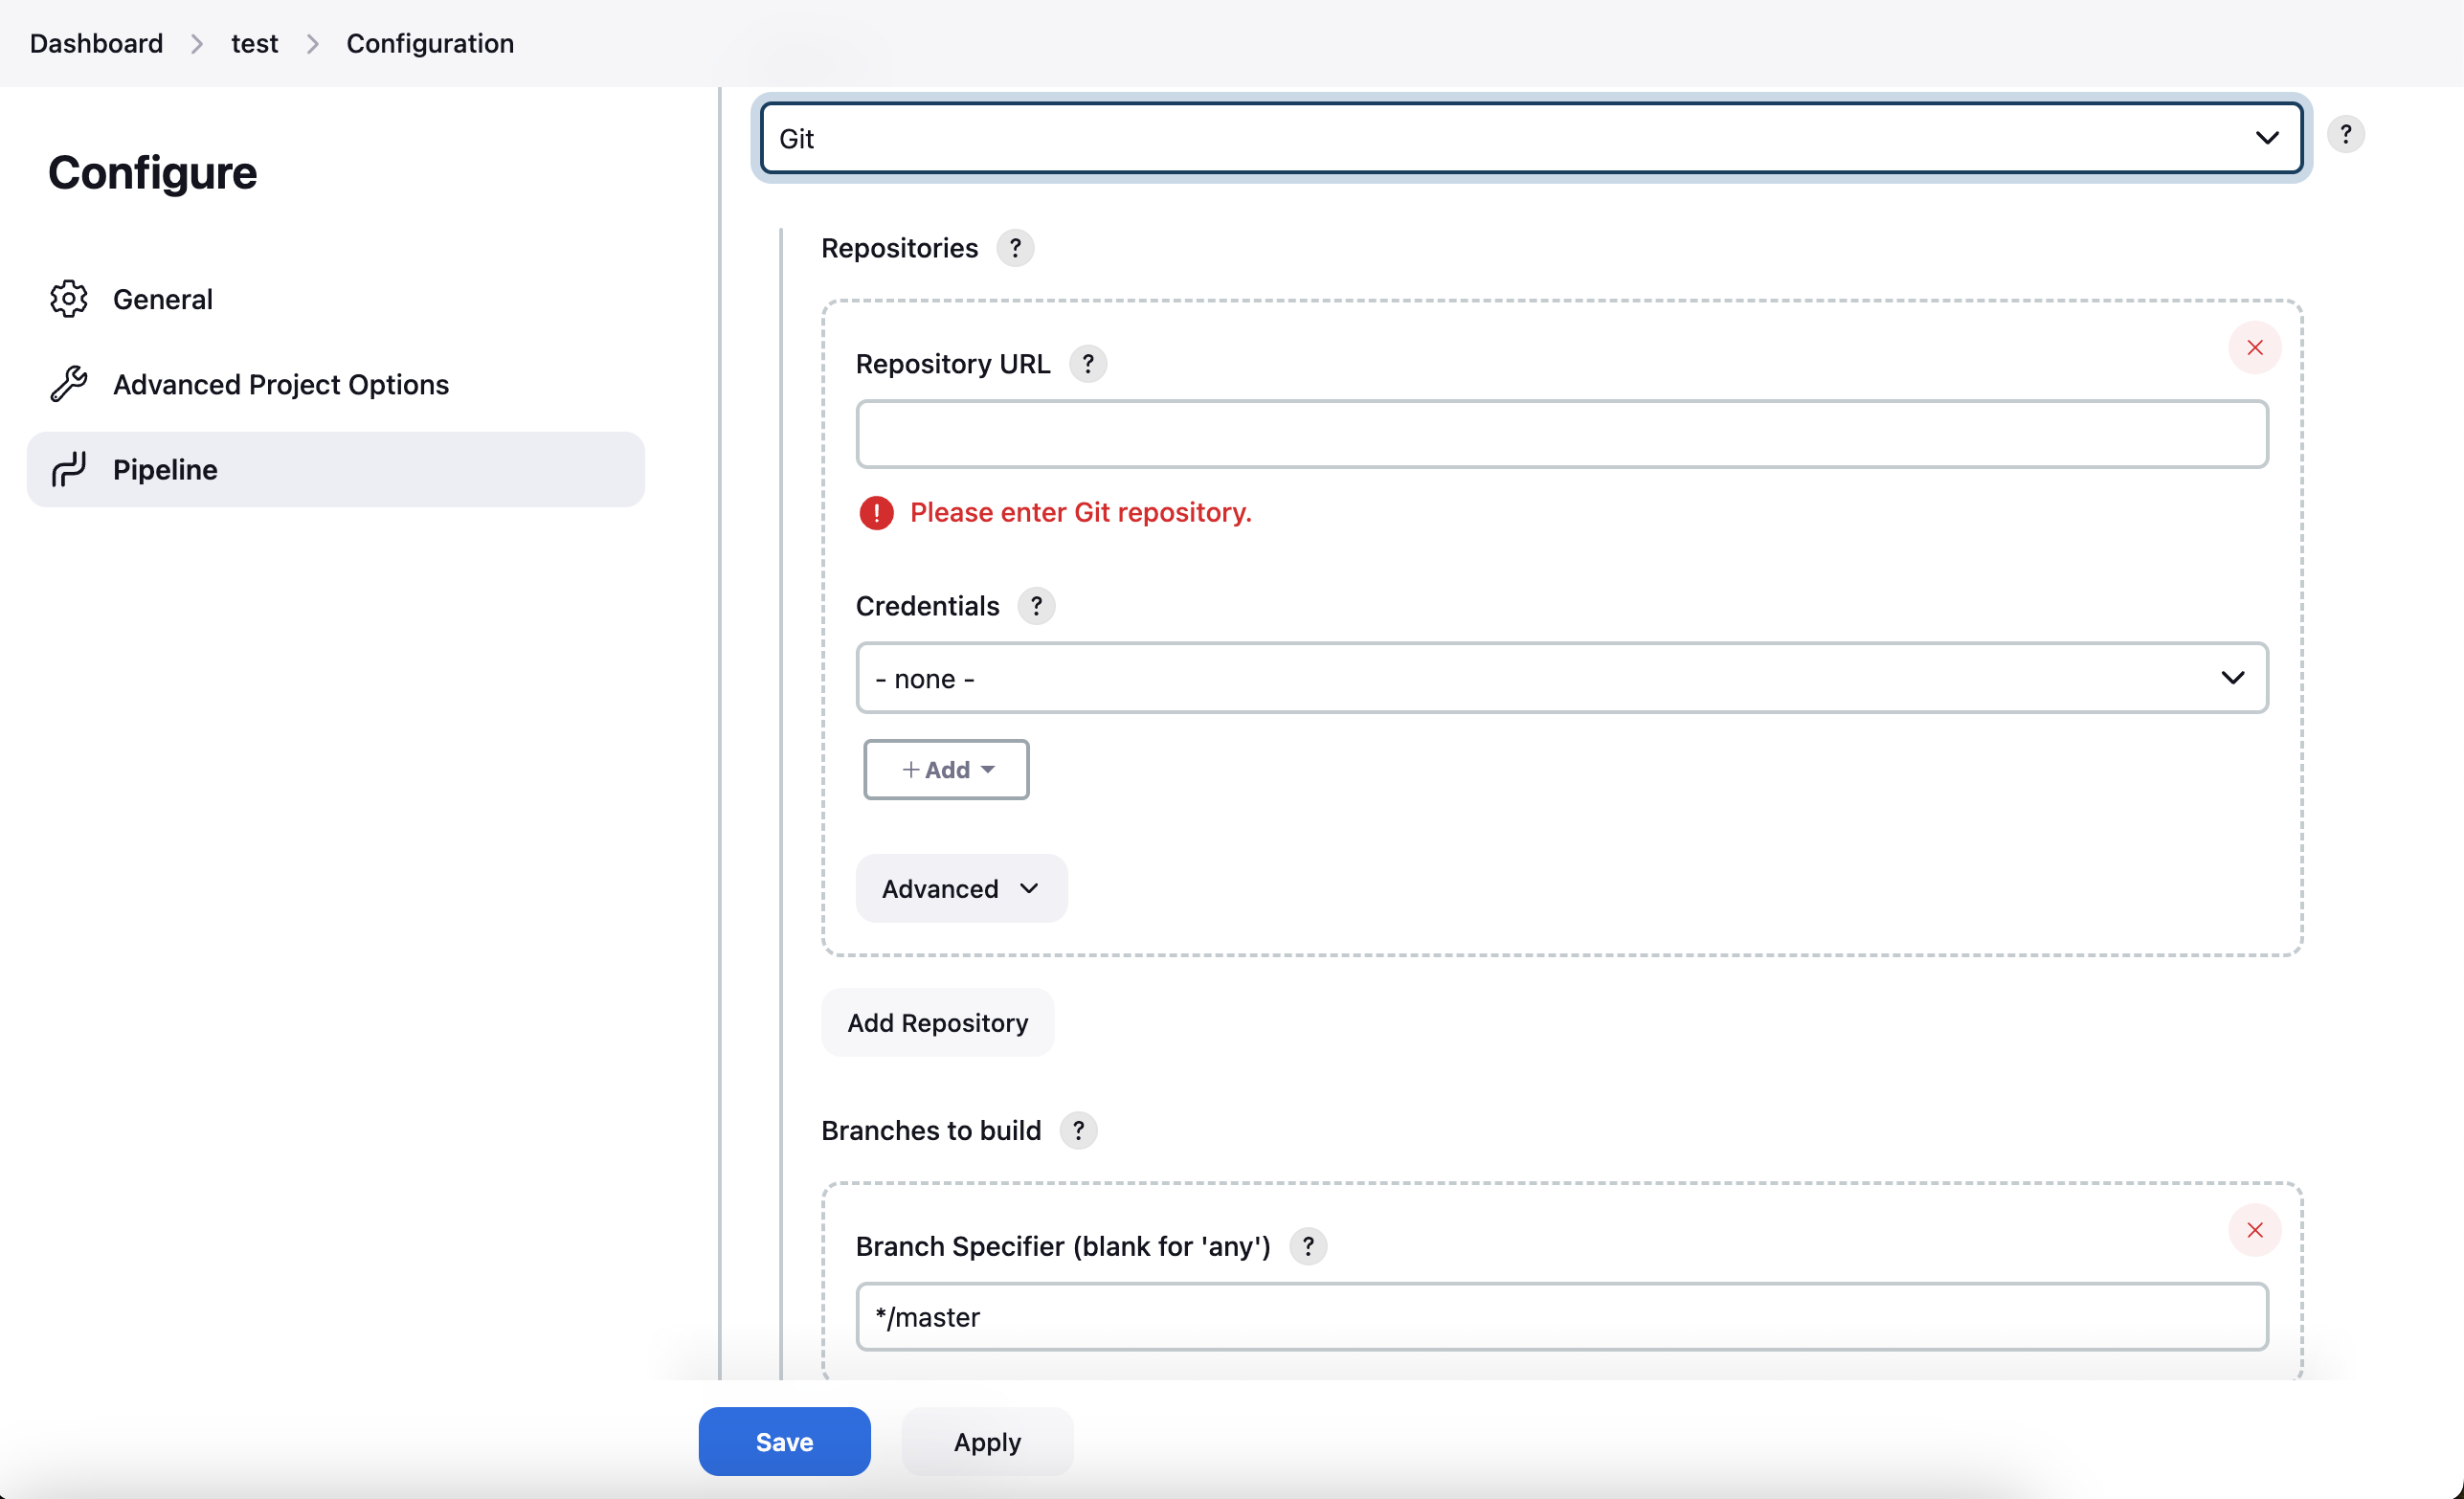 Dashboard > test > Configuration
Configure
General
Advanced Project Options
Pipeline
Git
?
Repositories ?
Repository URL ?
! Please enter Git repository.
Credentials ?
- none -
+ Add
Advanced
Add Repository
Branches to build ?
Branch Specifier (blank for 'any') ?
*/master
Save
Apply